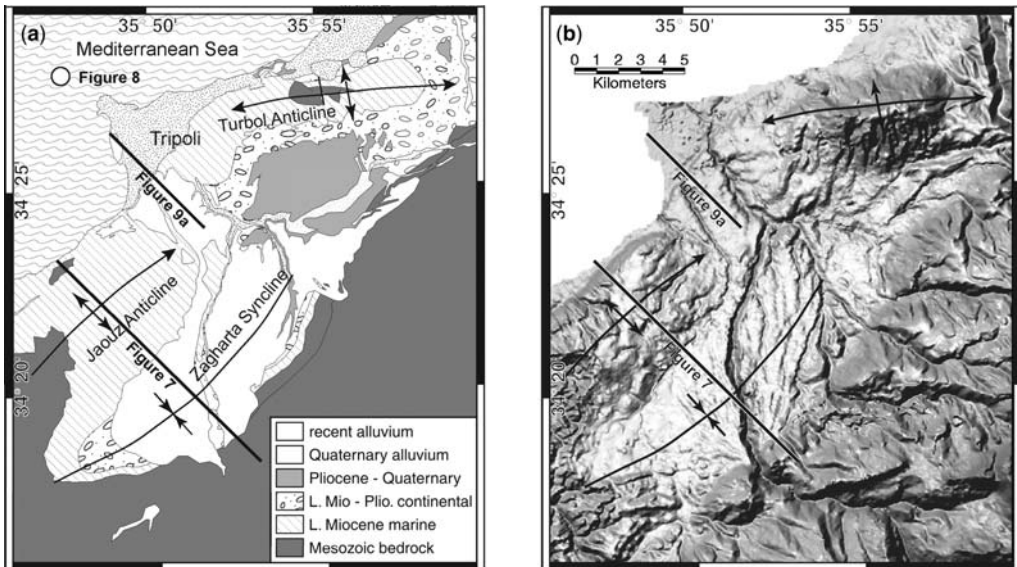 35° 50'
35° 55'
(a)
Mediterranean Sea
Figure 8
Turbol Anticline
Tripoli
34° 25'
Figure 9a
Jaouz Anticline
Zagharta Syncline
Figure 7
34° 20'
recent alluvium
Quaternary alluvium
Pliocene - Quaternary
L. Mio - Plio. continental
L. Miocene marine
Mesozoic bedrock
35° 50'
35° 55'
(b)
0 1 2 3 4 5
Kilometers
34° 25'
Figure 9a
Figure 7
34° 20'